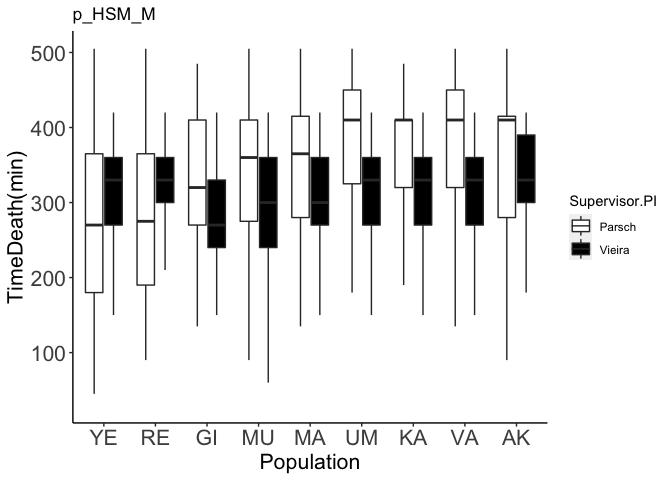 p_HSM_M
TimeDeath(min)
500
400
300
200
100
YE RE GI MU MA UM KA VA AK
Population
Supervisor.PI
Parsch
Vieira